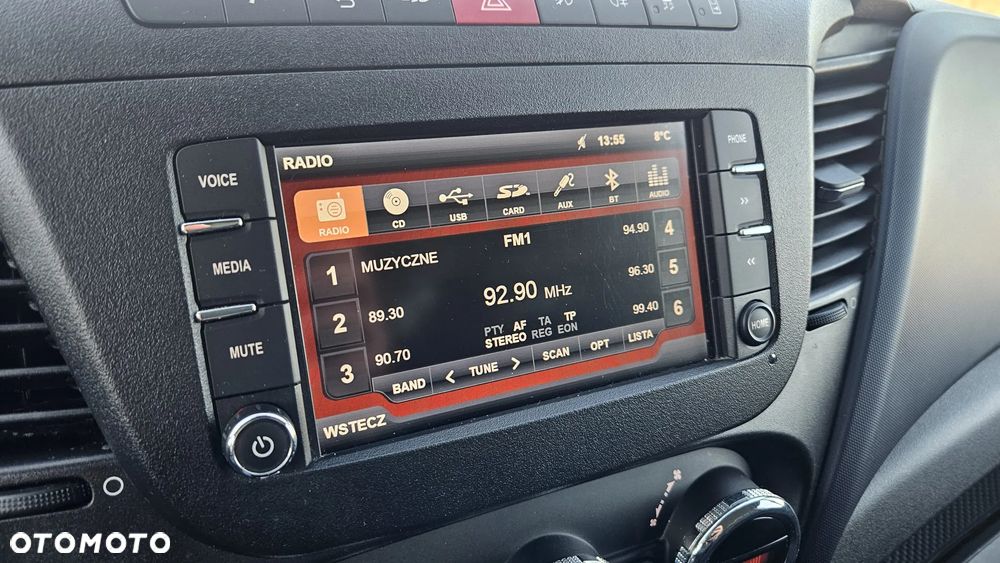 RADIO 13:55 8°C
RADIO CD USB SD CARD AUX BT AUDIO
FM1
1 MUZYCZNE 94.90 4
92.90 MHz
2 89.30 96.30 5
PTY AF TA TP
STEREO REG EON
3 90.70 99.40 6
BAND < TUNE > SCAN OPT LISTA
WSTECZ
VOICE
MEDIA
MUTE
PHONE
>>
<<
HOME
OTOMOTO